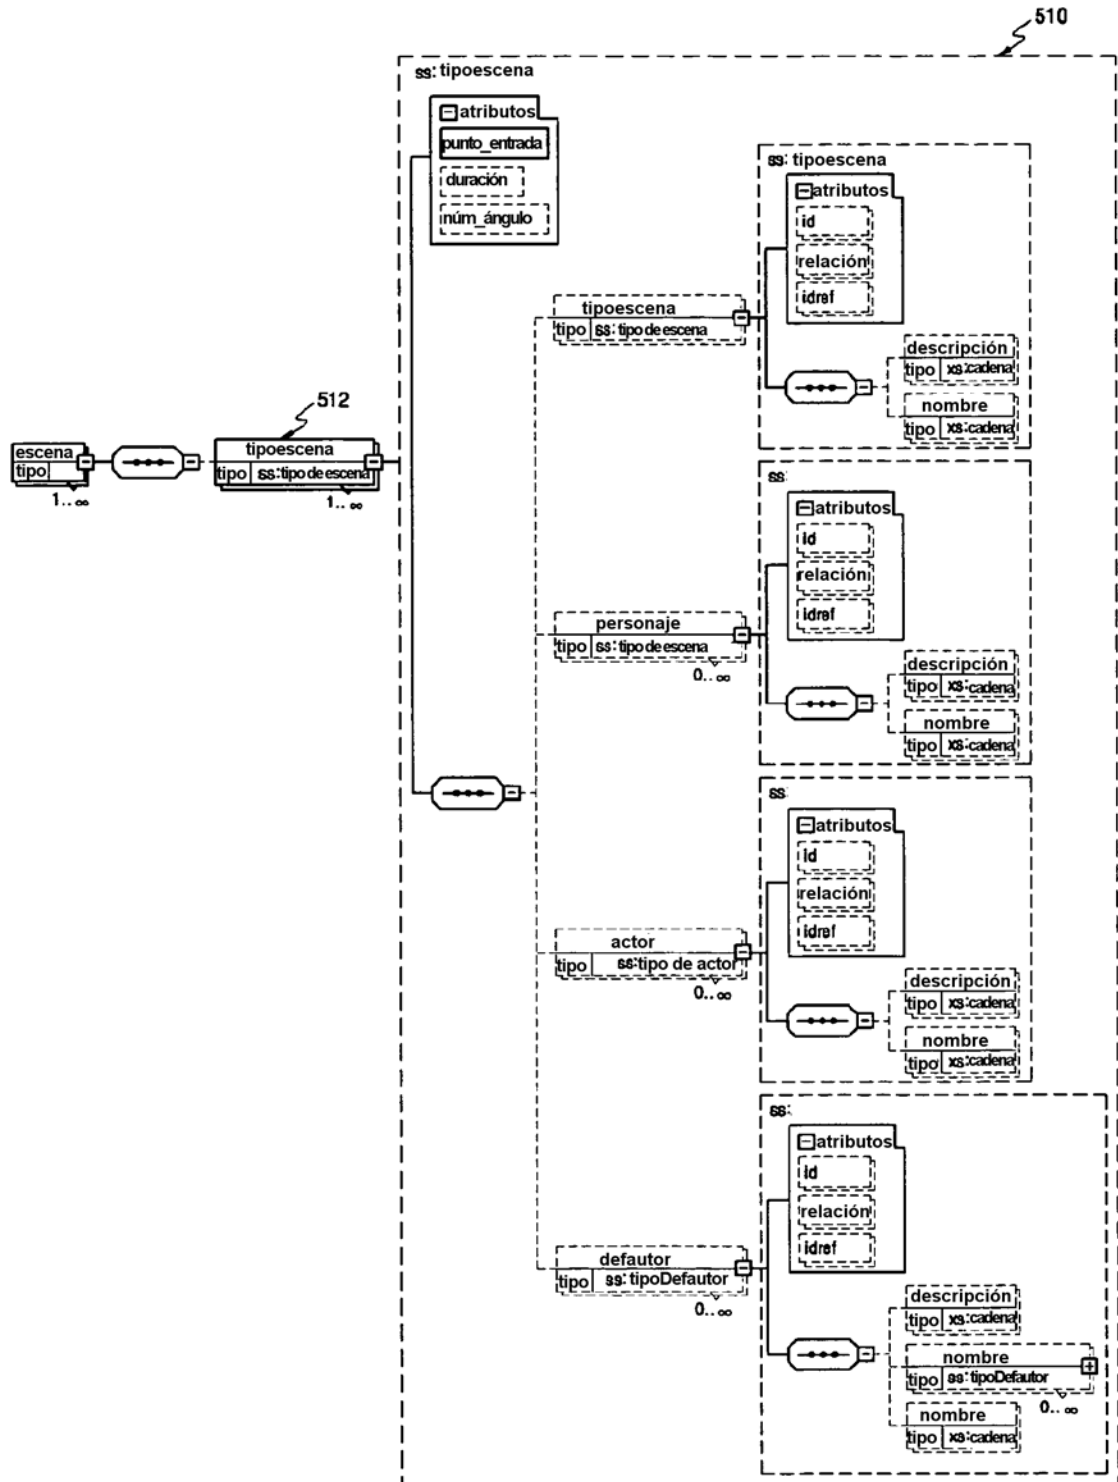 510
ss:tipoescena
atributos
punto_entrada
duración
núm_ángulo
ss:tipoescena
atributos
id
relación
idref
tipoescena
tipo ss:tipo de escena
descripción
tipo xs:cadena
nombre
tipo xs:cadena
512
escena
tipo
1..∞
tipoescena
tipo ss:tipo de escena
1..∞
ss:
atributos
id
relación
idref
personaje
tipo ss:tipo de escena
0..∞
descripción
tipo xs:cadena
nombre
tipo xs:cadena
ss:
atributos
id
relación
idref
actor
tipo ss:tipo de actor
0..∞
descripción
tipo xs:cadena
nombre
tipo xs:cadena
ss:
atributos
id
relación
idref
defautor
tipo ss:tipoDefautor
0..∞
descripción
tipo xs:cadena
nombre
tipo ss:tipoDefautor
0..∞
nombre
tipo xs:cadena